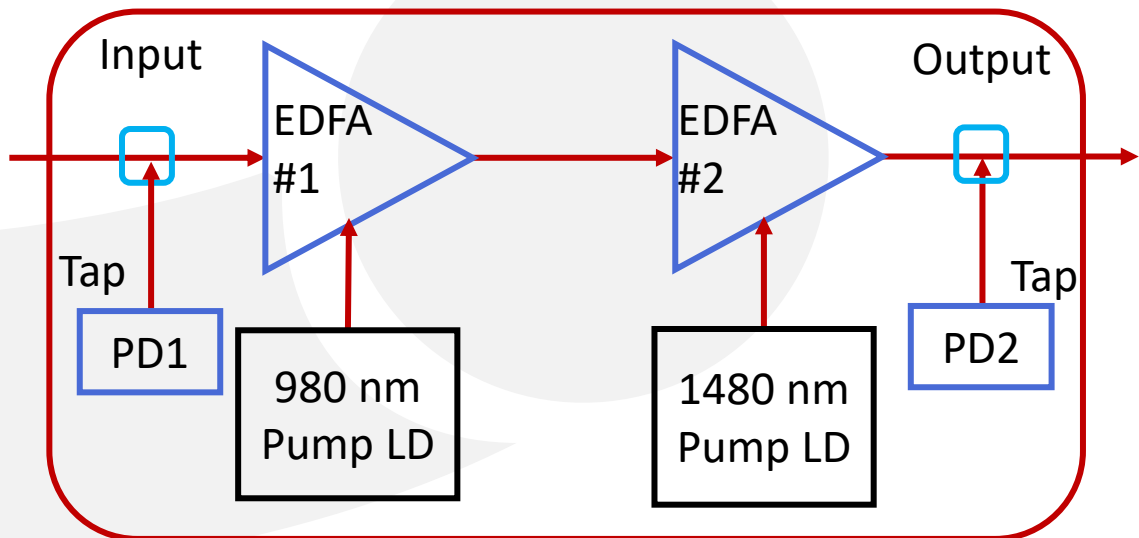 Input
Output
EDFA
#1
EDFA
#2
Tap
Tap
PD1
980 nm
Pump LD
1480 nm
Pump LD
PD2